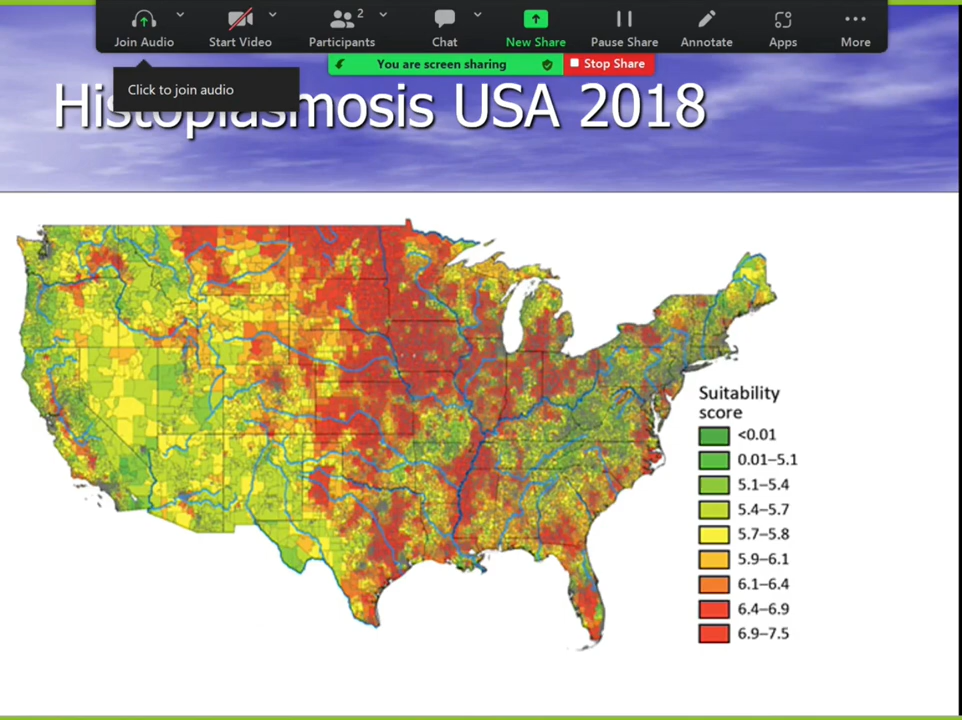 2
Join Audio
Start Video
Participants
Chat
New Share
Pause Share
Annotate
Apps
More
You are screen sharing
Stop Share
Click to join audio
Histoplasmosis USA 2018
Suitability
score
<0.01
0.01–5.1
5.1–5.4
5.4–5.7
5.7–5.8
5.9–6.1
6.1–6.4
6.4–6.9
6.9–7.5